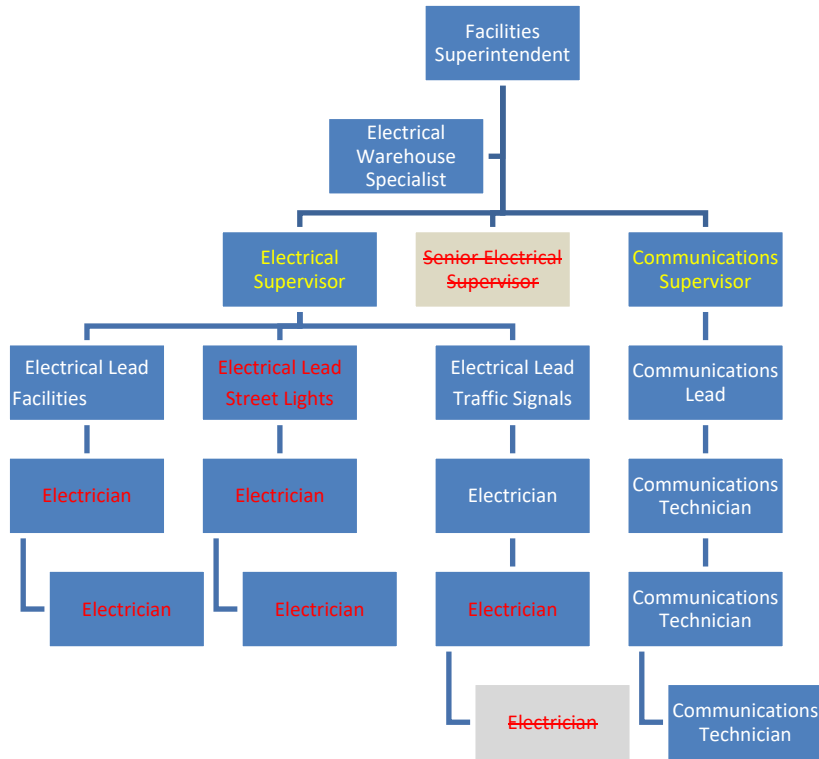 Facilities
Superintendent
Electrical
Warehouse
Specialist
Electrical
Supervisor
Senior Electrical
Supervisor
Communications
Supervisor
Electrical Lead
Facilities
Electrical Lead
Street Lights
Electrical Lead
Traffic Signals
Communications
Lead
Electrician
Electrician
Electrician
Communications
Technician
Electrician
Electrician
Electrician
Communications
Technician
Electrician
Communications
Technician